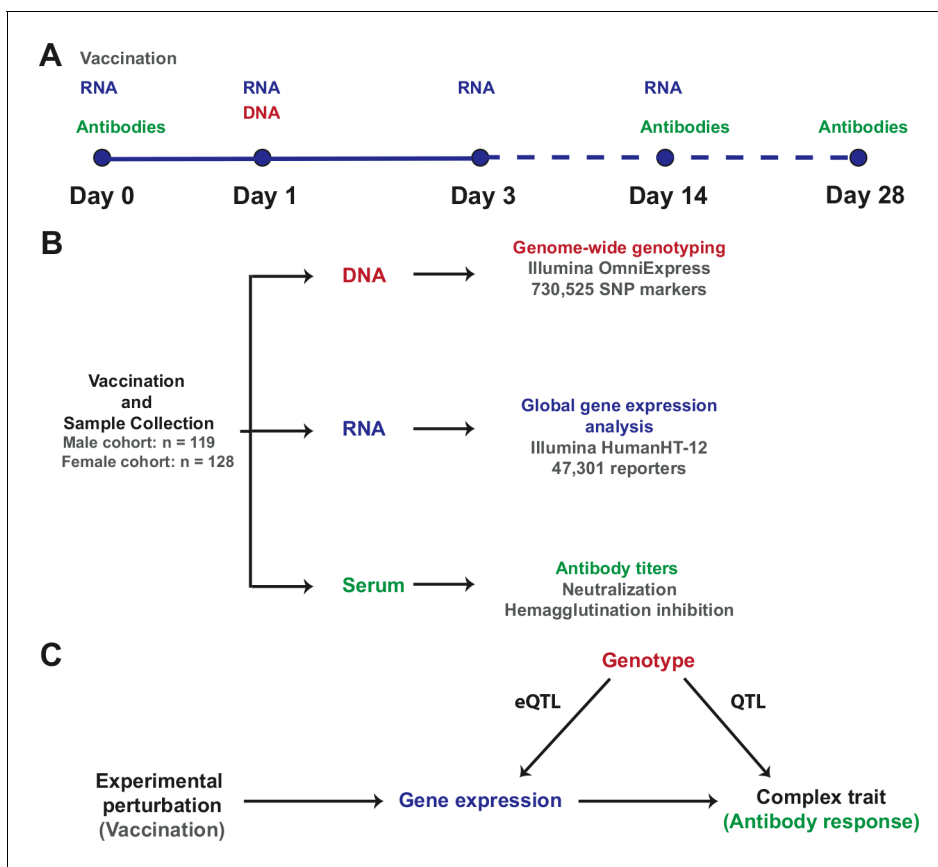 A
Vaccination
RNA RNA RNA RNA
DNA
Antibodies Antibodies Antibodies
Day 0 Day 1 Day 3 Day 14 Day 28
B
DNA
Genome-wide genotyping
Illumina OmniExpress
730,525 SNP markers
Vaccination
and
Sample Collection
Male cohort: n = 119
Female cohort: n = 128
RNA
Global gene expression
analysis
Illumina HumanHT-12
47,301 reporters
Serum
Antibody titers
Neutralization
Hemagglutination inhibition
C
Genotype
eQTL QTL
Experimental
perturbation
(Vaccination)
Gene expression
Complex trait
(Antibody response)